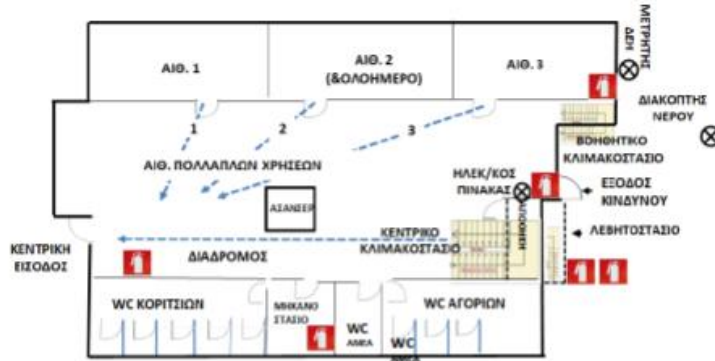 ΜΕΤΡΗΤΗΣ
ΔΕΗ
ΑΙΘ. 1
ΑΙΘ. 2
(&ΟΛΟΗΜΕΡΟ)
ΑΙΘ. 3
ΔΙΑΚΟΠΤΗΣ
ΝΕΡΟΥ
1
2
3
ΒΟΗΘΗΤΙΚΟ
ΚΛΙΜΑΚΟΣΤΑΣΙΟ
ΑΙΘ. ΠΟΛΛΑΠΛΩΝ ΧΡΗΣΕΩΝ
ΗΛΕΚ/ΚΟΣ
ΠΙΝΑΚΑΣ
ΕΞΟΔΟΣ
ΚΙΝΔΥΝΟΥ
ΑΣΑΝΣΕΡ
ΛΕΒΗΤΟΣΤΑΣΙΟ
ΚΕΝΤΡΙΚΟ
ΚΛΙΜΑΚΟΣΤΑΣΙΟ
ΚΕΝΤΡΙΚΗ
ΕΙΣΟΔΟΣ
ΔΙΑΔΡΟΜΟΣ
WC ΚΟΡΙΤΣΙΩΝ
ΜΗΧΑΝΟ
ΣΤΑΣΙΟ
WC
ΑΜΕΑ
WC ΑΓΟΡΙΩΝ
WC
ΑΜΕΑ